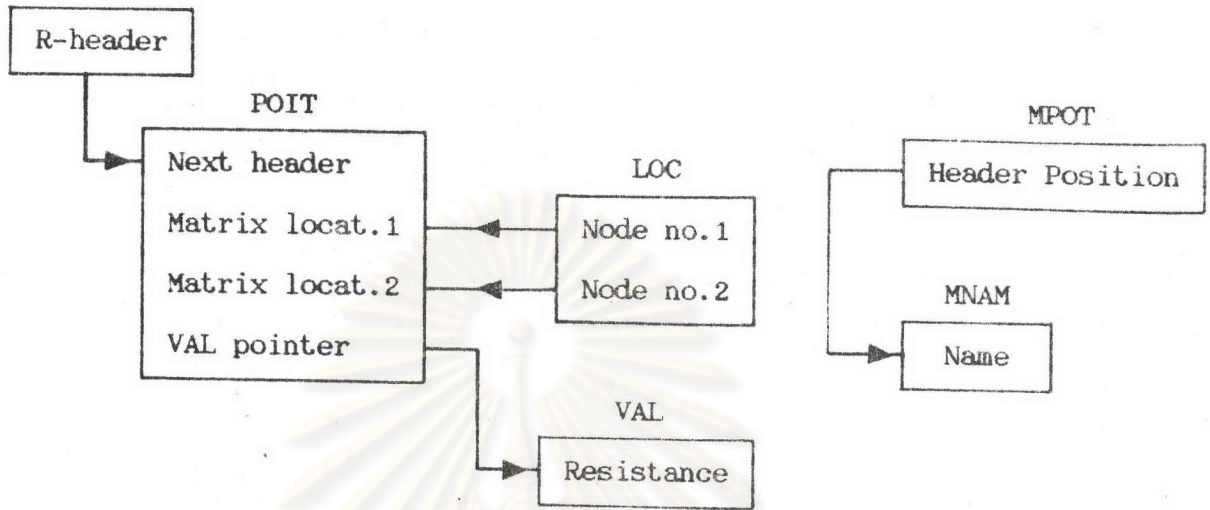 R-header
POIT
Next header
Matrix locat.1
Matrix locat.2
VAL pointer
LOC
Node no.1
Node no.2
VAL
Resistance
MPOT
Header Position
MNAM
Name